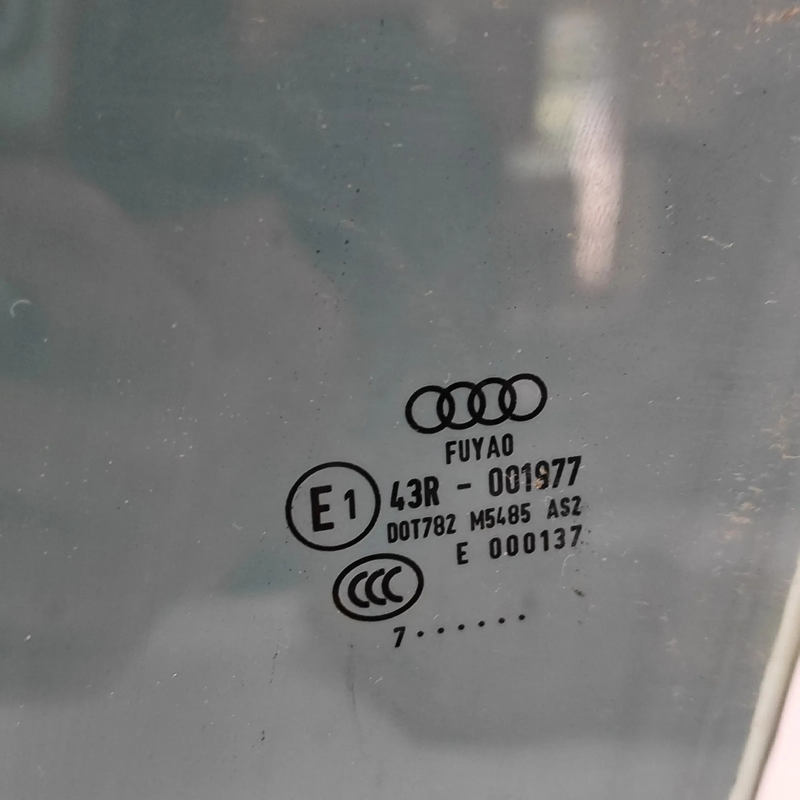 FUYAO
E1 43R - 001977
DOT782 M5485 AS2
E 000137
CCC
7······